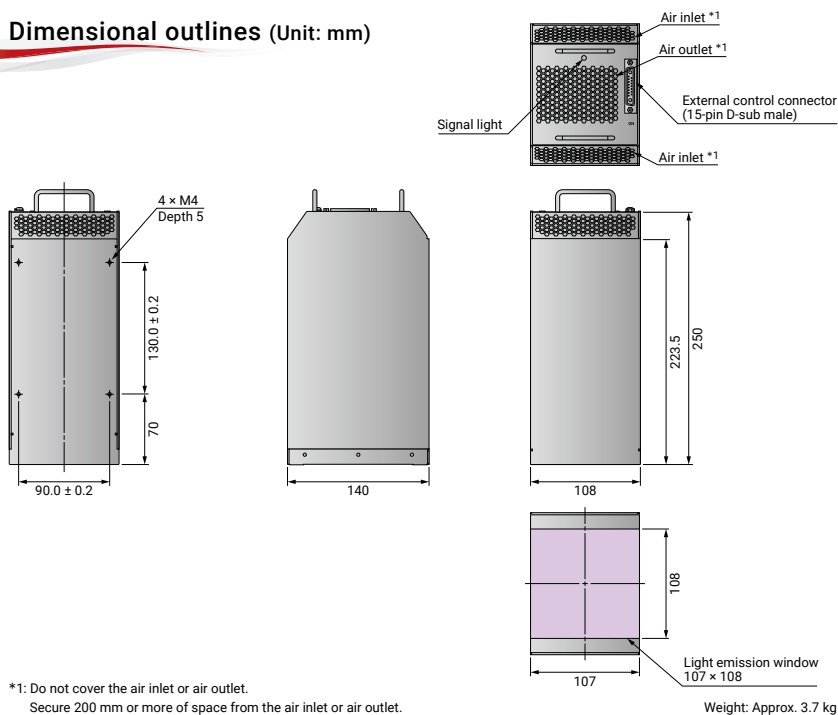 Dimensional outlines (Unit: mm)
Air inlet *1
Air outlet *1
External control connector
(15-pin D-sub male)
Signal light
Air inlet *1
4 × M4
Depth 5
130.0 ± 0.2
70
90.0 ± 0.2
140
223.5
250
108
108
107
Light emission window
107 × 108
*1: Do not cover the air inlet or air outlet.
Secure 200 mm or more of space from the air inlet or air outlet.
Weight: Approx. 3.7 kg